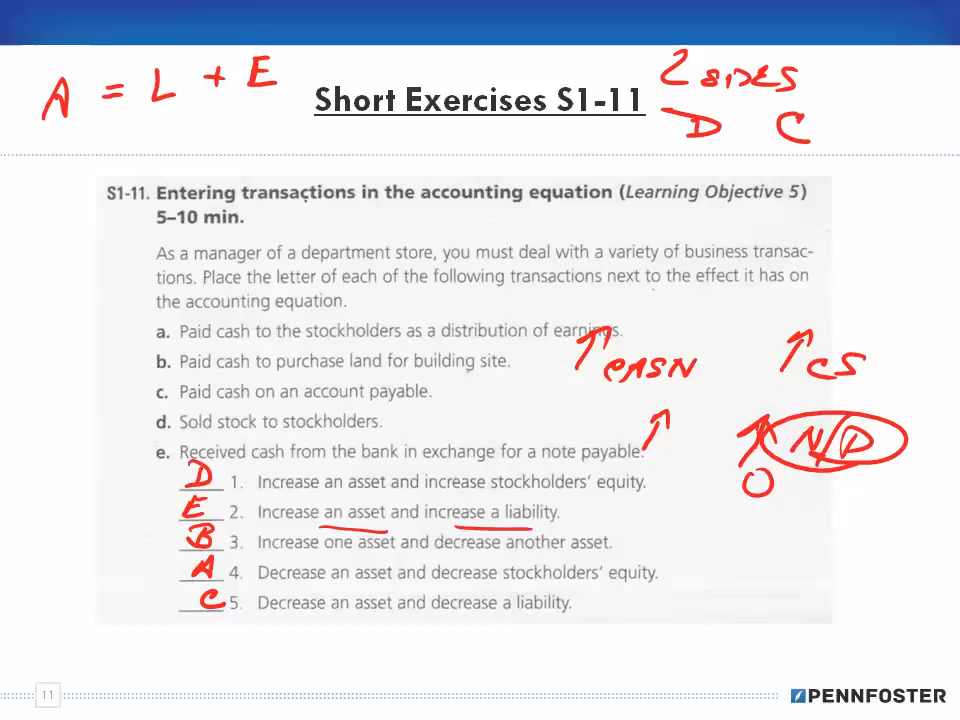 A = L + E
2 SIDES
Short Exercises S1-11
D C
S1-11. Entering transactions in the accounting equation (Learning Objective 5)
5–10 min.
As a manager of a department store, you must deal with a variety of business transac-
tions. Place the letter of each of the following transactions next to the effect it has on
the accounting equation.
a. Paid cash to the stockholders as a distribution of earnings.
b. Paid cash to purchase land for building site.
↑ CASH ↑ CS
c. Paid cash on an account payable.
d. Sold stock to stockholders.
↑ N/P
e. Received cash from the bank in exchange for a note payable.
D 1. Increase an asset and increase stockholders' equity.
E 2. Increase an asset and increase a liability.
B 3. Increase one asset and decrease another asset.
A 4. Decrease an asset and decrease stockholders' equity.
C 5. Decrease an asset and decrease a liability.
11
PENNFOSTER